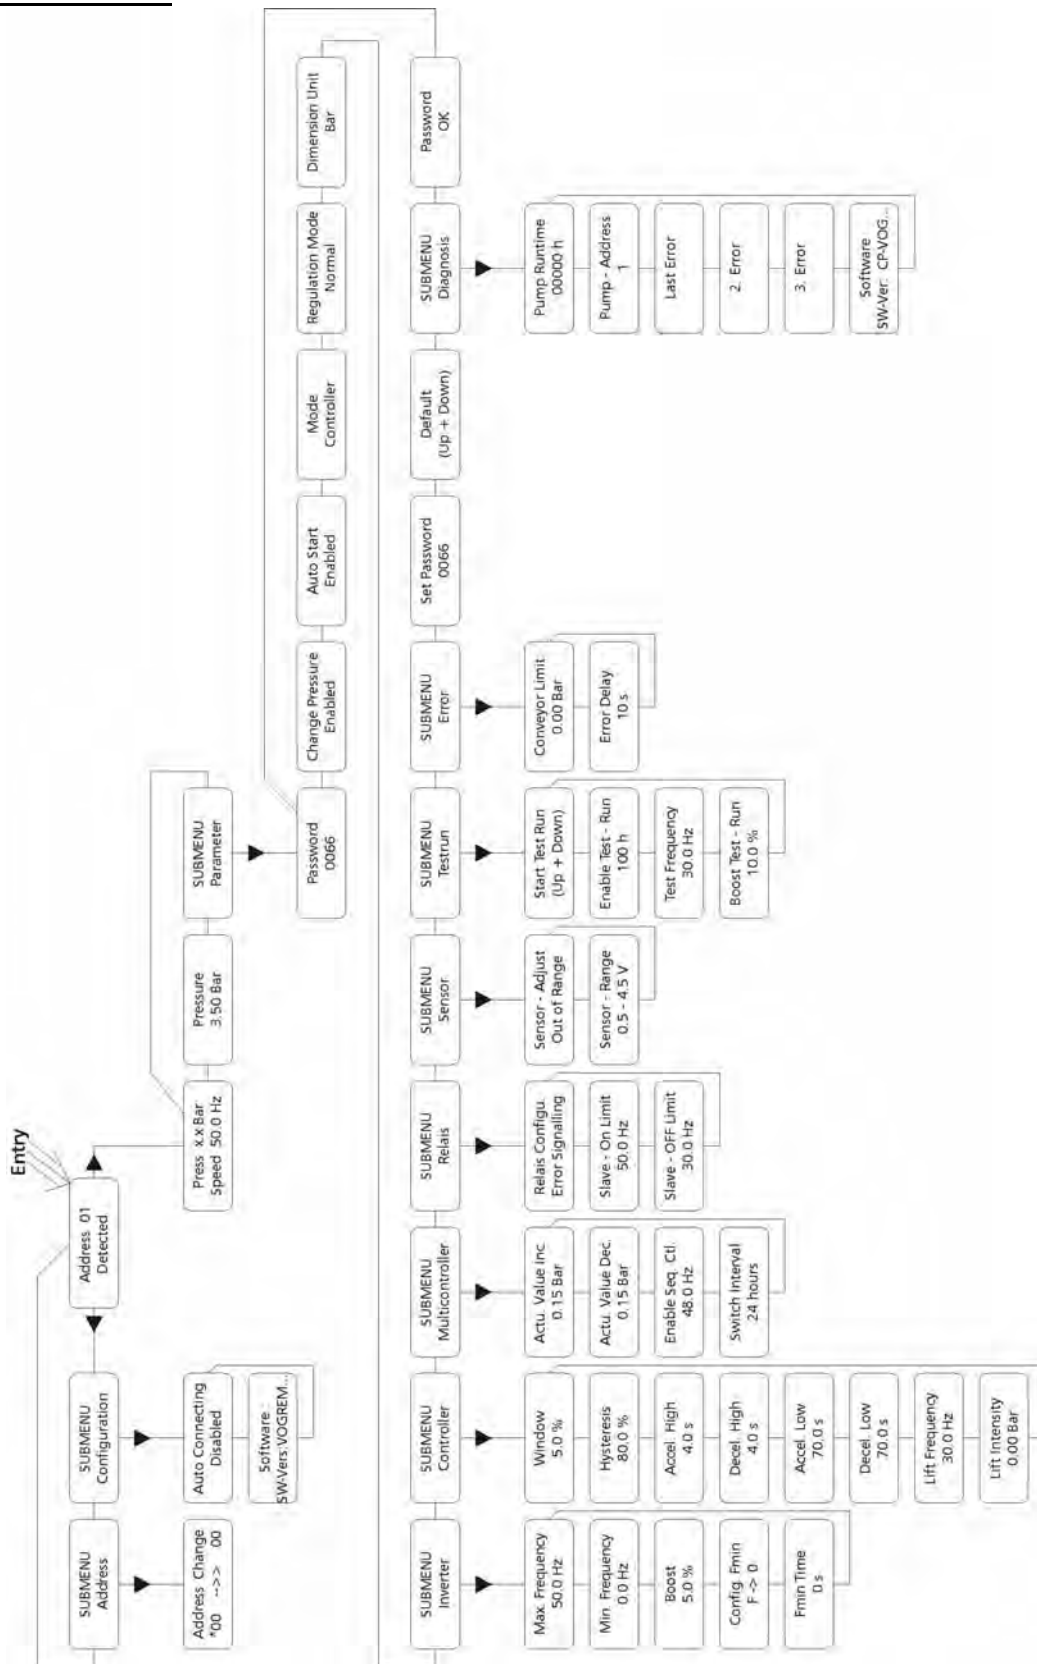 Entry
SUBMENU
Address
SUBMENU
Configuration
Address 01
Detected
Address Change
*00 -->> 00
Auto Connecting
Disabled
Software
SW-Vers:VOGREM...
Press x.x Bar
Speed 50.0 Hz
Pressure
3.50 Bar
SUBMENU
Parameter
Password
0066
Change Pressure
Enabled
Auto Start
Enabled
Mode
Controller
Regulation Mode
Normal
Dimension Unit
Bar
SUBMENU
Inverter
SUBMENU
Controller
SUBMENU
Multicontroller
SUBMENU
Relais
SUBMENU
Sensor
SUBMENU
Testrun
SUBMENU
Error
Set Password
0066
Default
(Up + Down)
SUBMENU
Diagnosis
Password
OK
Max. Frequency
50.0 Hz
Min. Frequency
0.0 Hz
Boost
5.0 %
Config. Fmin
F -> 0
Fmin Time
0 s
Window
5.0 %
Hysteresis
80.0 %
Accel. High
4.0 s
Decel. High
4.0 s
Accel. Low
70.0 s
Decel. Low
70.0 s
Lift Frequency
30.0 Hz
Lift Intensity
0.00 Bar
Actu. Value Inc.
0.15 Bar
Actu. Value Dec.
0.15 Bar
Enable Seq. Ctl.
48.0 Hz
Switch Interval
24 hours
Relais Configu.
Error Signalling
Slave - On Limit
50.0 Hz
Slave - OFF Limit
30.0 Hz
Sensor - Adjust
Out of Range
Sensor - Range
0.5 - 4.5 V
Start Test Run
(Up + Down)
Enable Test - Run
100 h
Test Frequency
30.0 Hz
Boost Test - Run
10.0 %
Conveyor Limit
0.00 Bar
Error Delay
10 s
Pump Runtime
00000 h
Pump - Address
1
Last Error
2. Error
3. Error
Software
SW-Ver: CP-VOG...